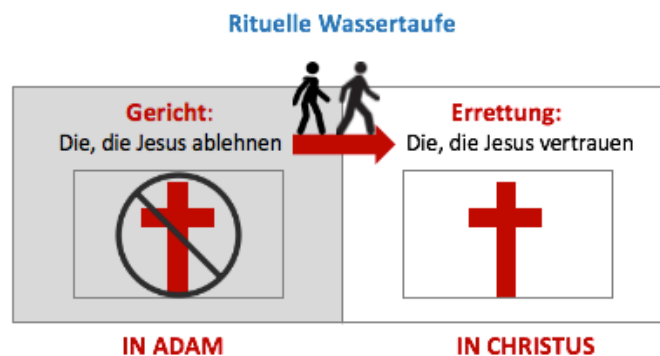 Rituelle Wassertaufe
Gericht:
Die, die Jesus ablehnen
Errettung:
Die, die Jesus vertrauen
IN ADAM
IN CHRISTUS